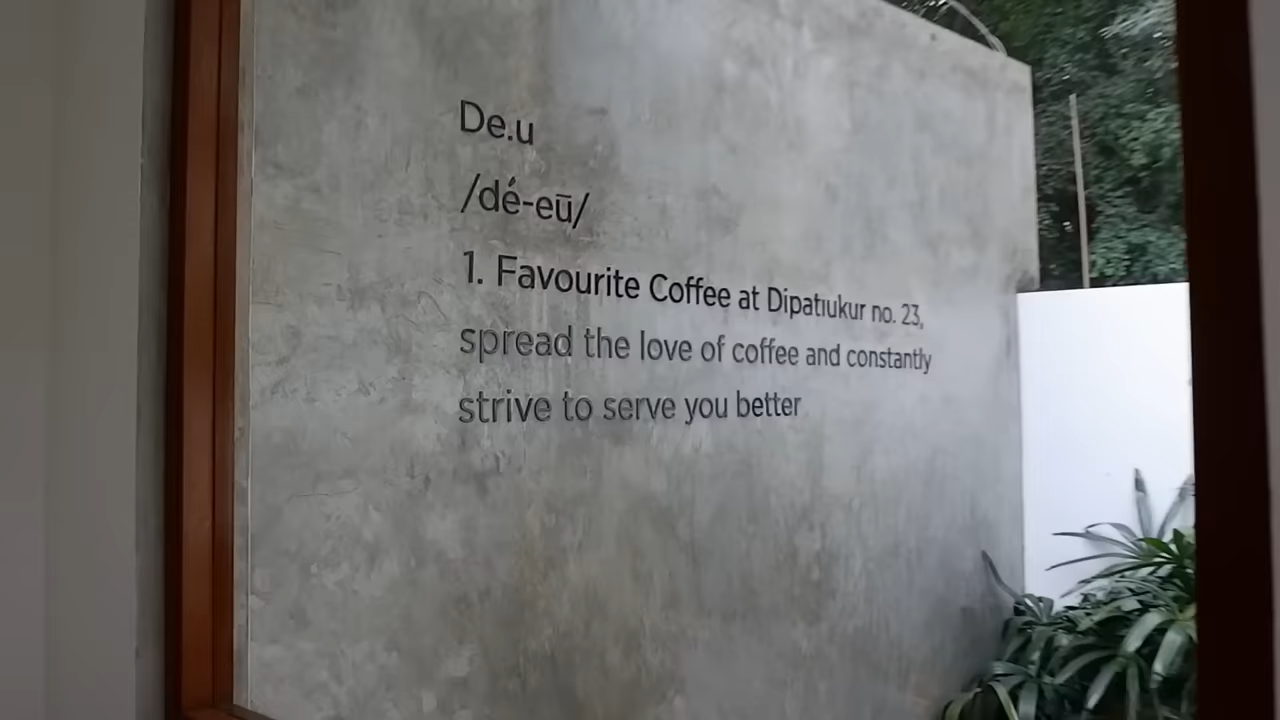 De.u
/dé-eū/
1. Favourite Coffee at Dipatiukur no. 23,
spread the love of coffee and constantly
strive to serve you better